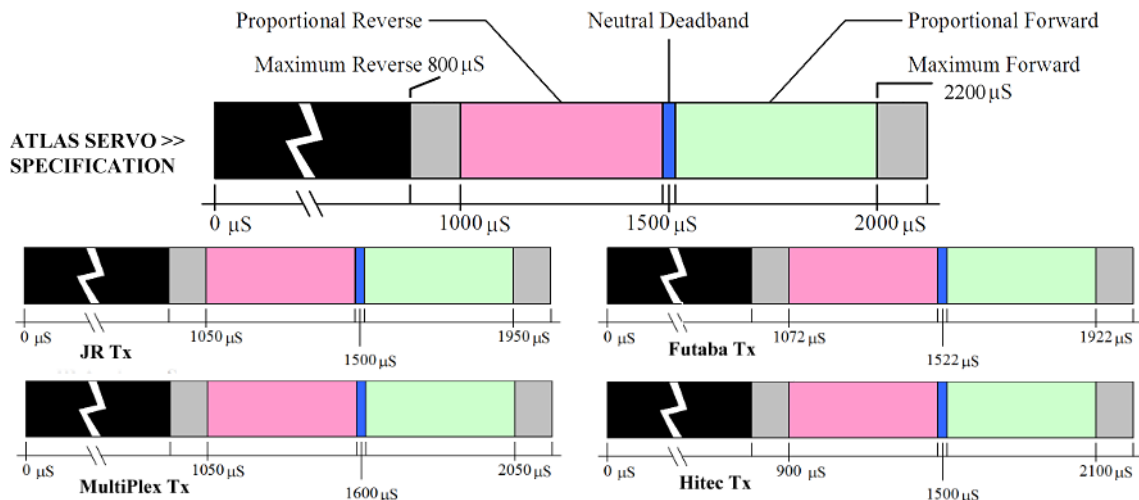 Proportional Reverse
Neutral Deadband
Proportional Forward
Maximum Reverse 800 µS
Maximum Forward
2200 µS
ATLAS SERVO >>
SPECIFICATION
0 µS
1000 µS
1500 µS
2000 µS
0 µS
1050 µS
1950 µS
JR Tx
1500 µS
0 µS
1072 µS
1922 µS
Futaba Tx
1522 µS
0 µS
1050 µS
2050 µS
MultiPlex Tx
1600 µS
0 µS
900 µS
2100 µS
Hitec Tx
1500 µS